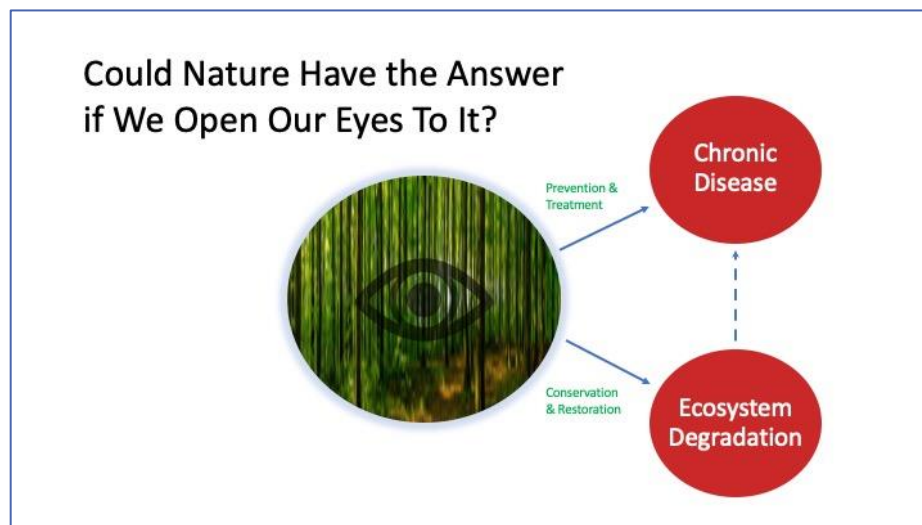 Could Nature Have the Answer
if We Open Our Eyes To It?
Prevention &
Treatment
Chronic
Disease
Conservation
& Restoration
Ecosystem
Degradation